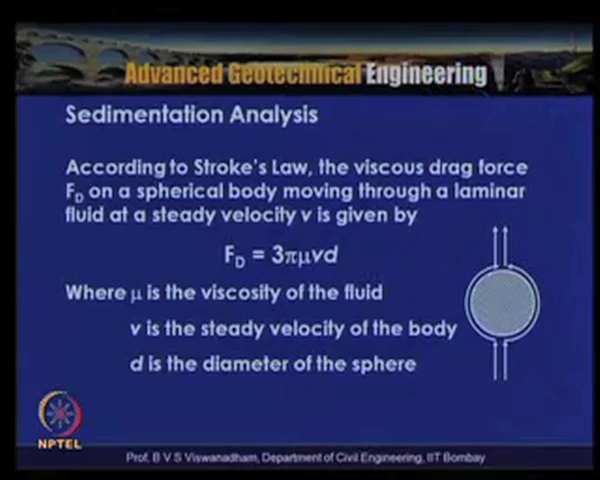 Advanced Geotechnical Engineering
Sedimentation Analysis
According to Stroke's Law, the viscous drag force
F_D on a spherical body moving through a laminar
fluid at a steady velocity v is given by
F_D = 3πμvd
Where μ is the viscosity of the fluid
v is the steady velocity of the body
d is the diameter of the sphere
NPTEL
Prof. B V S Viswanadham, Department of Civil Engineering, IIT Bombay